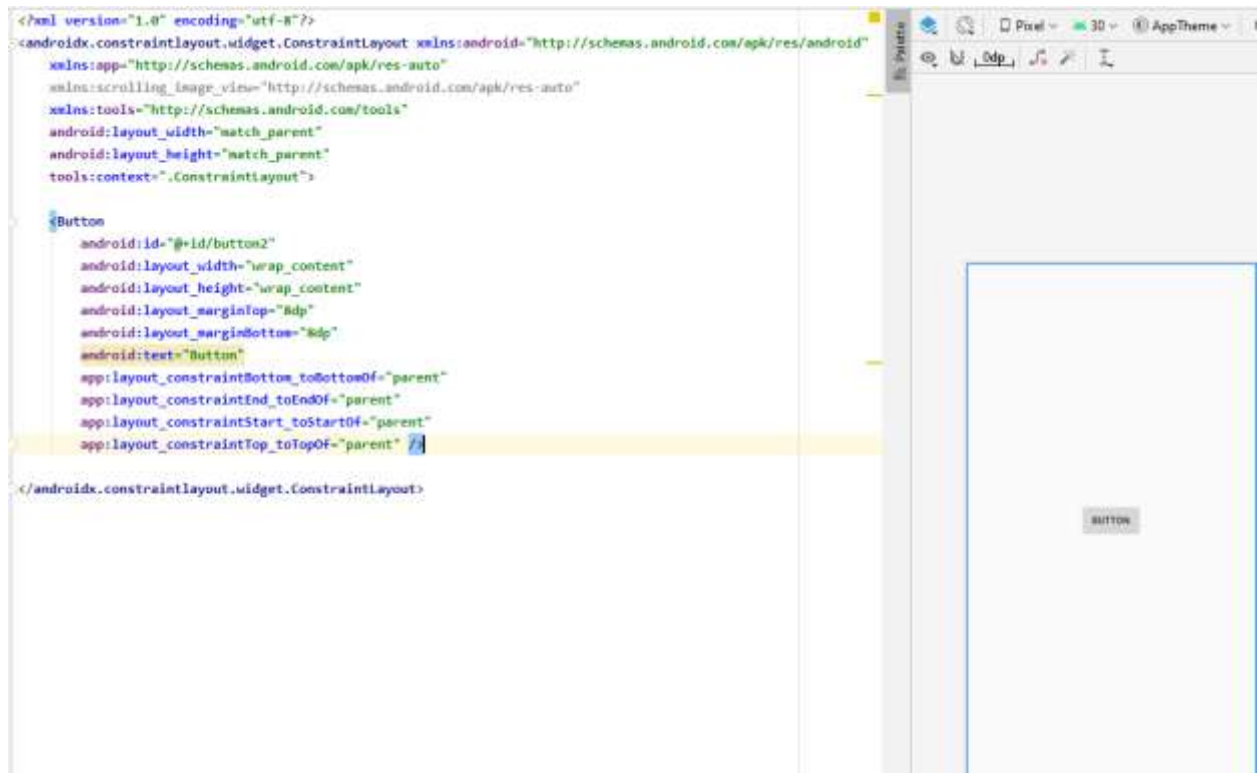 <?xml version="1.0" encoding="utf-8"?>
<androidx.constraintlayout.widget.ConstraintLayout xmlns:android="http://schemas.android.com/apk/res/android"
xmlns:app="http://schemas.android.com/apk/res-auto"
xmlns:scrolling_image_view="http://schemas.android.com/apk/res-auto"
xmlns:tools="http://schemas.android.com/tools"
android:layout_width="match_parent"
android:layout_height="match_parent"
tools:context=".ConstraintLayout">
<Button
android:id="@+id/button2"
android:layout_width="wrap_content"
android:layout_height="wrap_content"
android:layout_marginTop="8dp"
android:layout_marginBottom="8dp"
android:text="Button"
app:layout_constraintBottom_toBottomOf="parent"
app:layout_constraintEnd_toEndOf="parent"
app:layout_constraintStart_toStartOf="parent"
app:layout_constraintTop_toTopOf="parent" />
</androidx.constraintlayout.widget.ConstraintLayout>
Palette
Pixel 30 AppTheme
0dp
BUTTON